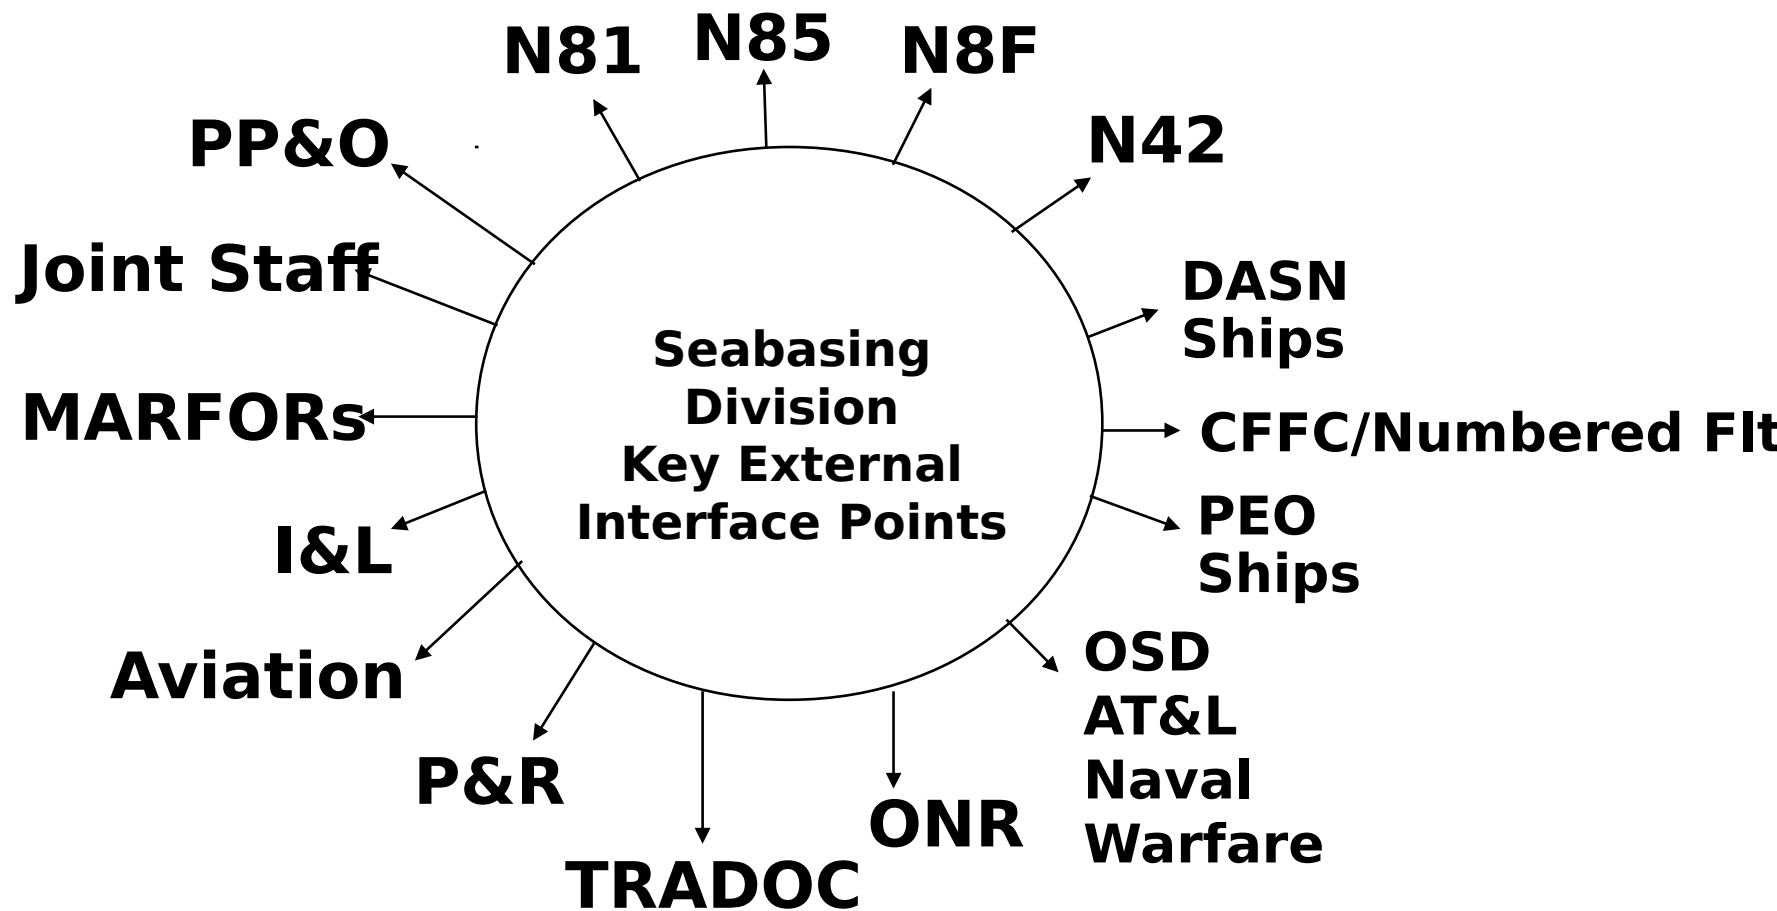 N81
N85
N8F
N42
PP&O
Joint Staff
MARFORs
I&L
Aviation
P&R
TRADOC
ONR
Seabasing
Division
Key External
Interface Points
DASN
Ships
CFFC/Numbered Flt
PEO
Ships
OSD
AT&L
Naval
Warfare